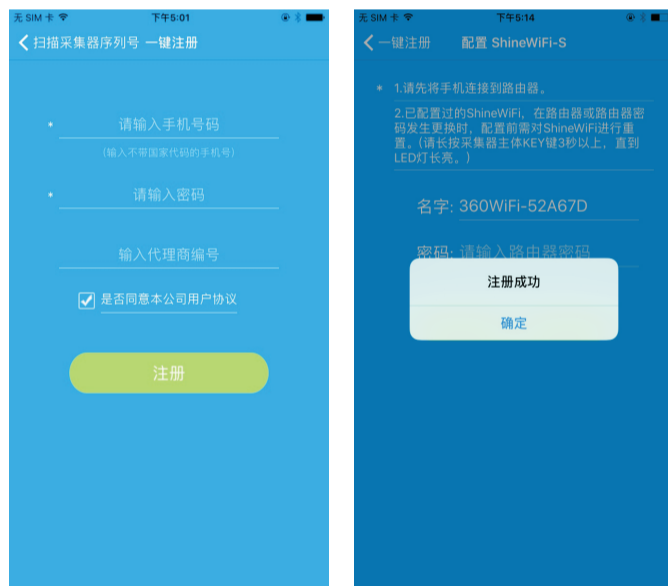 无 SIM 卡 下午5:01
扫描采集器序列号 一键注册
* 请输入手机号码
(输入不带国家代码的手机号)
* 请输入密码
输入代理商编号
是否同意本公司用户协议
注册
无 SIM 卡 下午5:14
一键注册 配置 ShineWiFi-S
* 1.请先将手机连接到路由器。
2.已配置过的ShineWiFi，在路由器或路由器密
码发生更换时，配置前需对ShineWiFi进行重
置。(请长按采集器主体KEY键3秒以上，直到
LED灯长亮。)
名字: 360WiFi-52A67D
密码: 请输入路由器密码
注册成功
确定